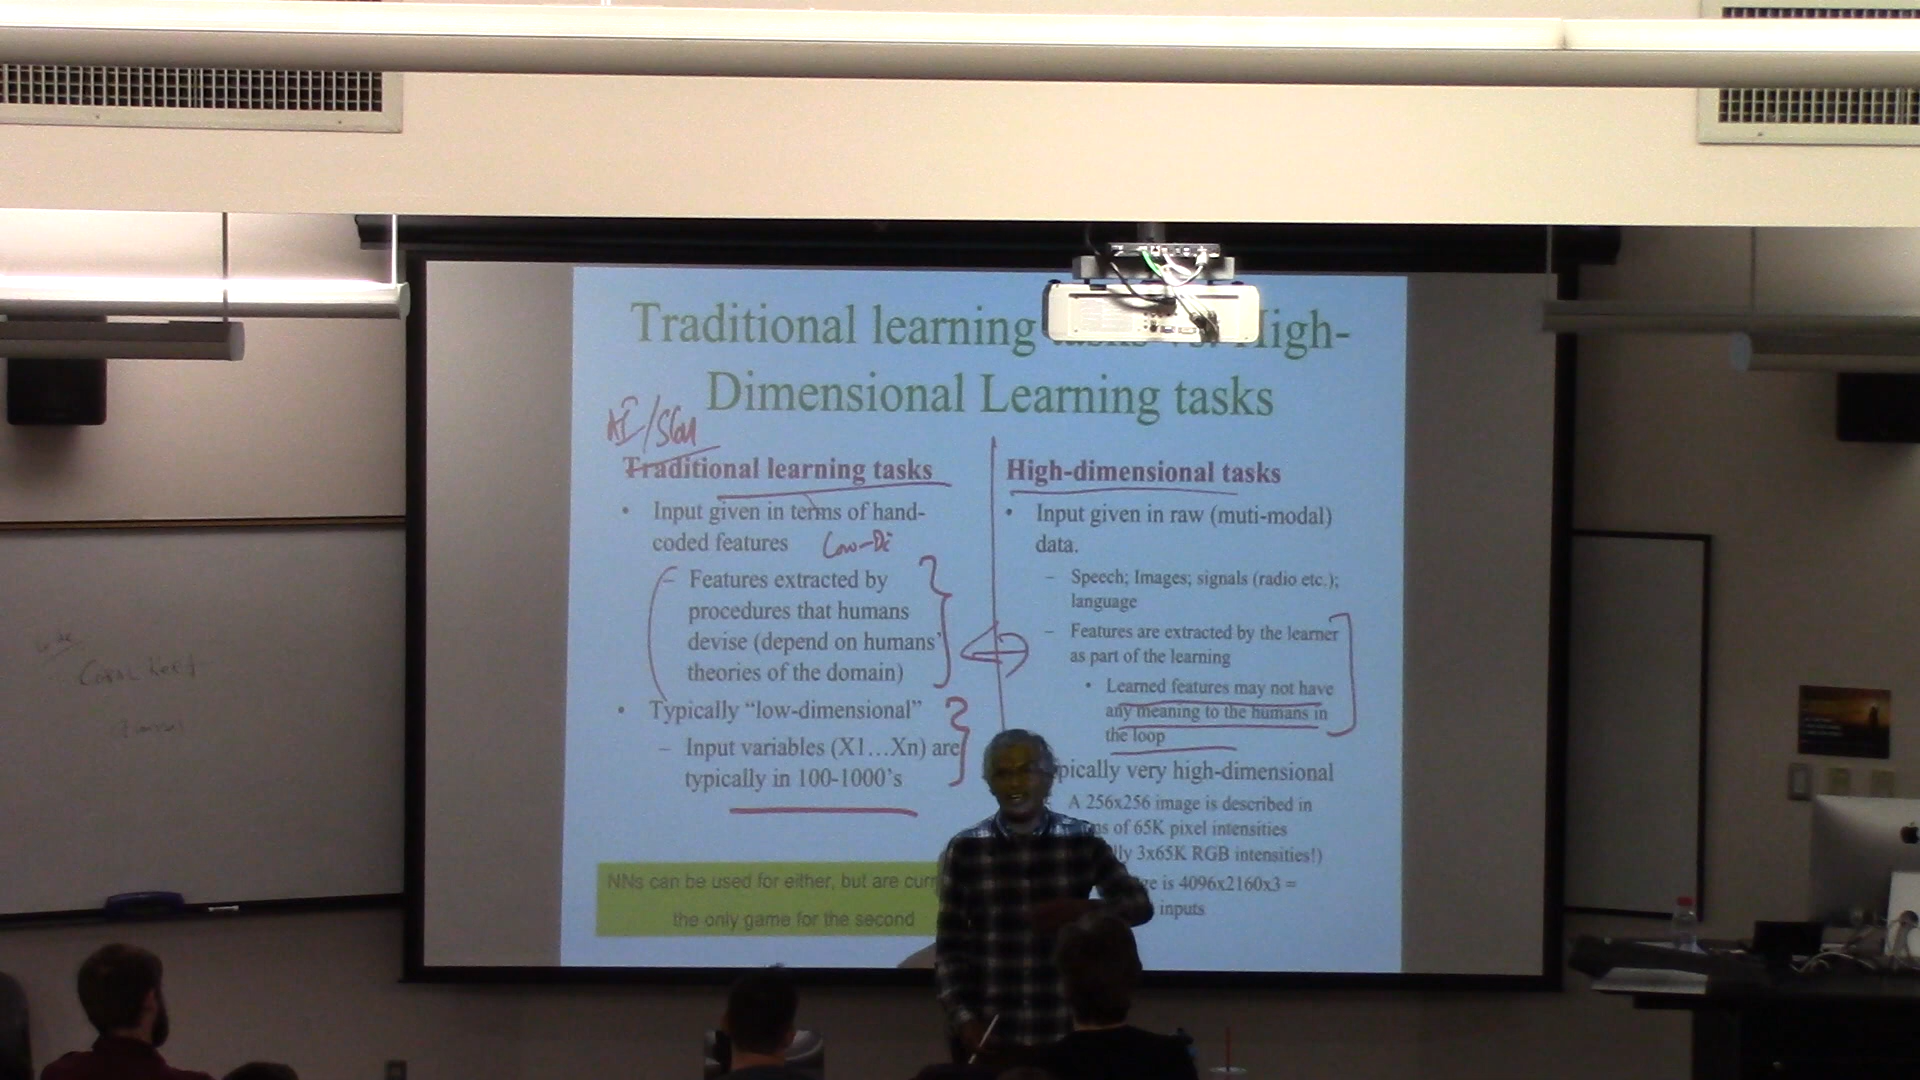 Traditional learning vs. High-
Dimensional Learning tasks
Traditional learning tasks
• Input given in terms of hand-
coded features Low-Di
– Features extracted by
procedures that humans
devise (depend on humans'
theories of the domain)
• Typically “low-dimensional”
– Input variables (X1…Xn) are
typically in 100-1000’s
NNs can be used for either, but are
the only game for the second
High-dimensional tasks
• Input given in raw (muti-modal)
data.
– Speech; Images; signals (radio etc.);
language
– Features are extracted by the learner
as part of the learning
• Learned features may not have
any meaning to the humans in
the loop
very high-dimensional
A 256x256 image is described in
of 65K pixel intensities
3x65K RGB intensities!)
is 4096x2160x3 =
inputs